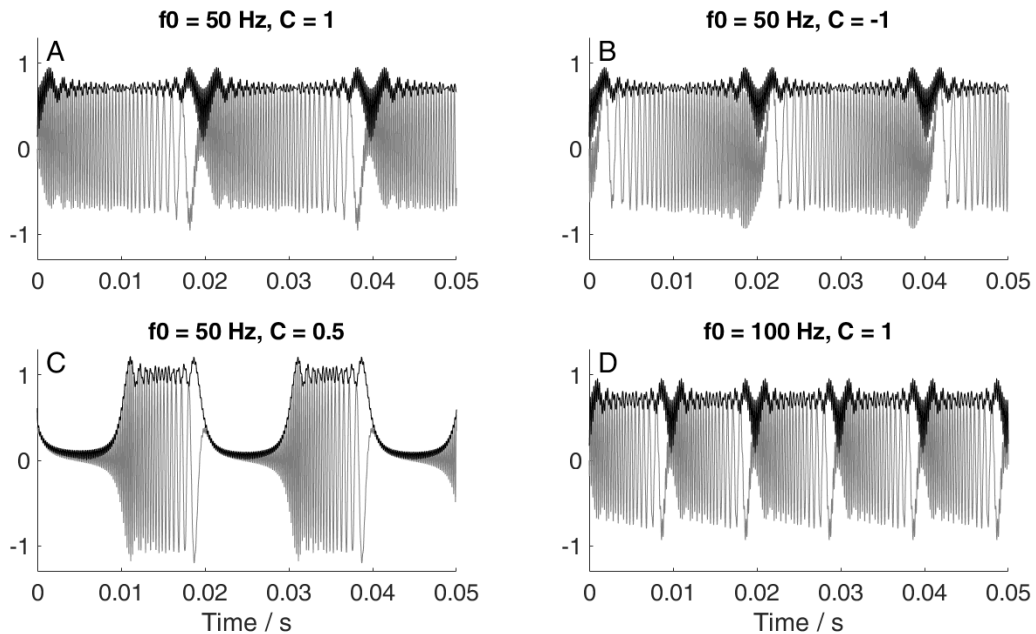 f0 = 50 Hz, C = 1
A
1
0
-1
0 0.01 0.02 0.03 0.04 0.05
f0 = 50 Hz, C = -1
B
1
0
-1
0 0.01 0.02 0.03 0.04 0.05
f0 = 50 Hz, C = 0.5
C
1
0
-1
0 0.01 0.02 0.03 0.04 0.05
Time / s
f0 = 100 Hz, C = 1
D
1
0
-1
0 0.01 0.02 0.03 0.04 0.05
Time / s